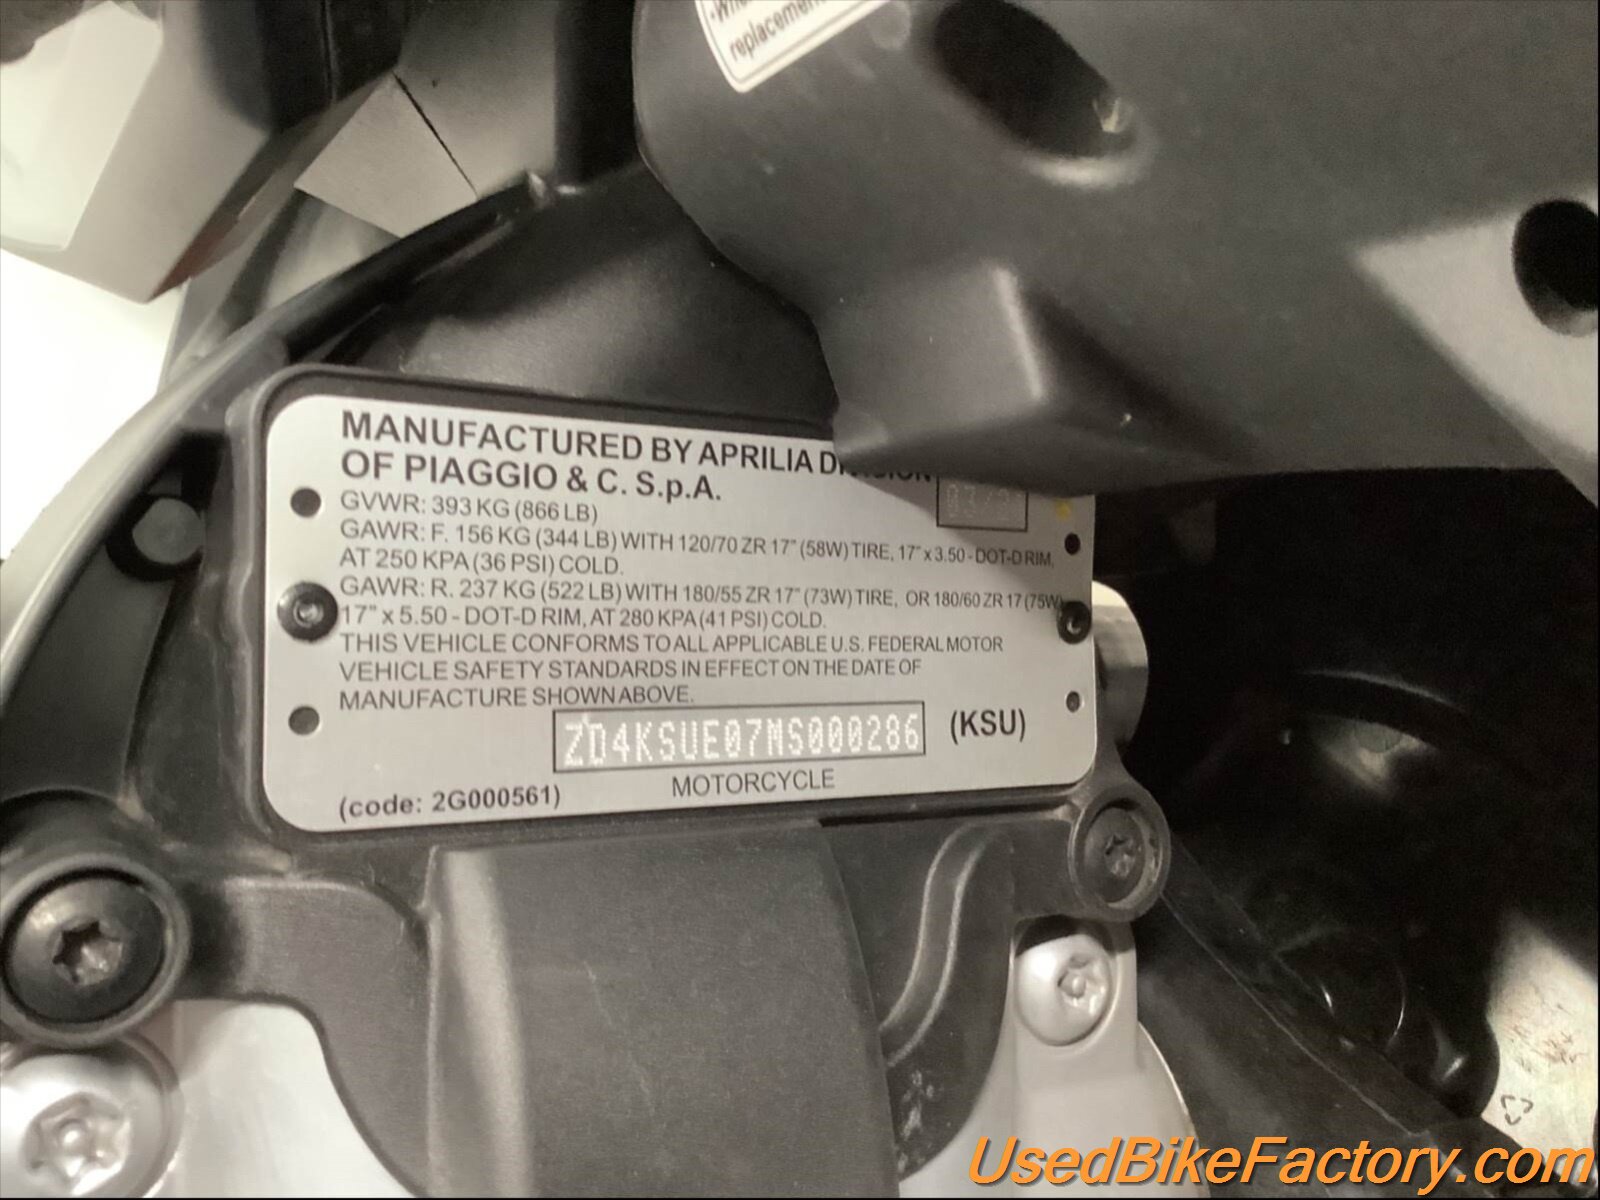 replacement
MANUFACTURED BY APRILIA DIVISION
OF PIAGGIO & C. S.p.A.
GVWR: 393 KG (866 LB)
GAWR: F. 156 KG (344 LB) WITH 120/70 ZR 17" (58W) TIRE, 17" x 3.50 - DOT-D RIM,
AT 250 KPA (36 PSI) COLD.
GAWR: R. 237 KG (522 LB) WITH 180/55 ZR 17" (73W) TIRE, OR 180/60 ZR 17 (75W)
17" x 5.50 - DOT-D RIM, AT 280 KPA (41 PSI) COLD.
THIS VEHICLE CONFORMS TO ALL APPLICABLE U.S. FEDERAL MOTOR
VEHICLE SAFETY STANDARDS IN EFFECT ON THE DATE OF
MANUFACTURE SHOWN ABOVE.
ZD4KSUE07MS000286 (KSU)
MOTORCYCLE
(code: 2G000561)
UsedBikeFactory.com